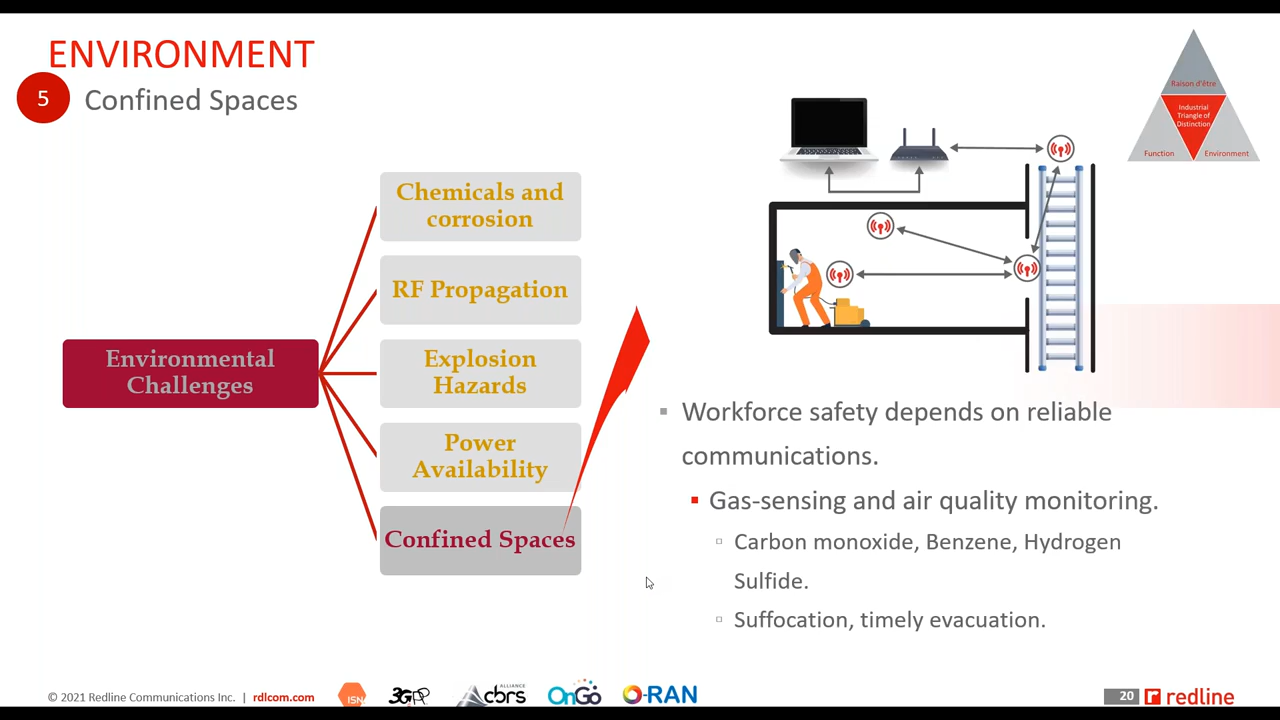 ENVIRONMENT
5
Confined Spaces
Raison d'être
Industrial
Triangle of
Distinction
Function
Environment
Environmental
Challenges
Chemicals and
corrosion
RF Propagation
Explosion
Hazards
Power
Availability
Confined Spaces
Workforce safety depends on reliable
communications.
Gas-sensing and air quality monitoring.
Carbon monoxide, Benzene, Hydrogen
Sulfide.
Suffocation, timely evacuation.
© 2021 Redline Communications Inc. | rdlcom.com
ISN
3GPP
cbrs
ALLIANCE
OnGo
O-RAN
20
redline